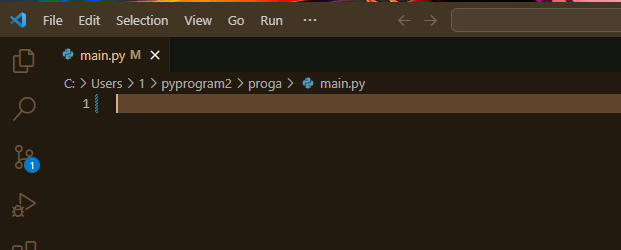 File Edit Selection View Go Run ···
main.py M
C: > Users > 1 > pyprogram2 > proga > main.py
1
1